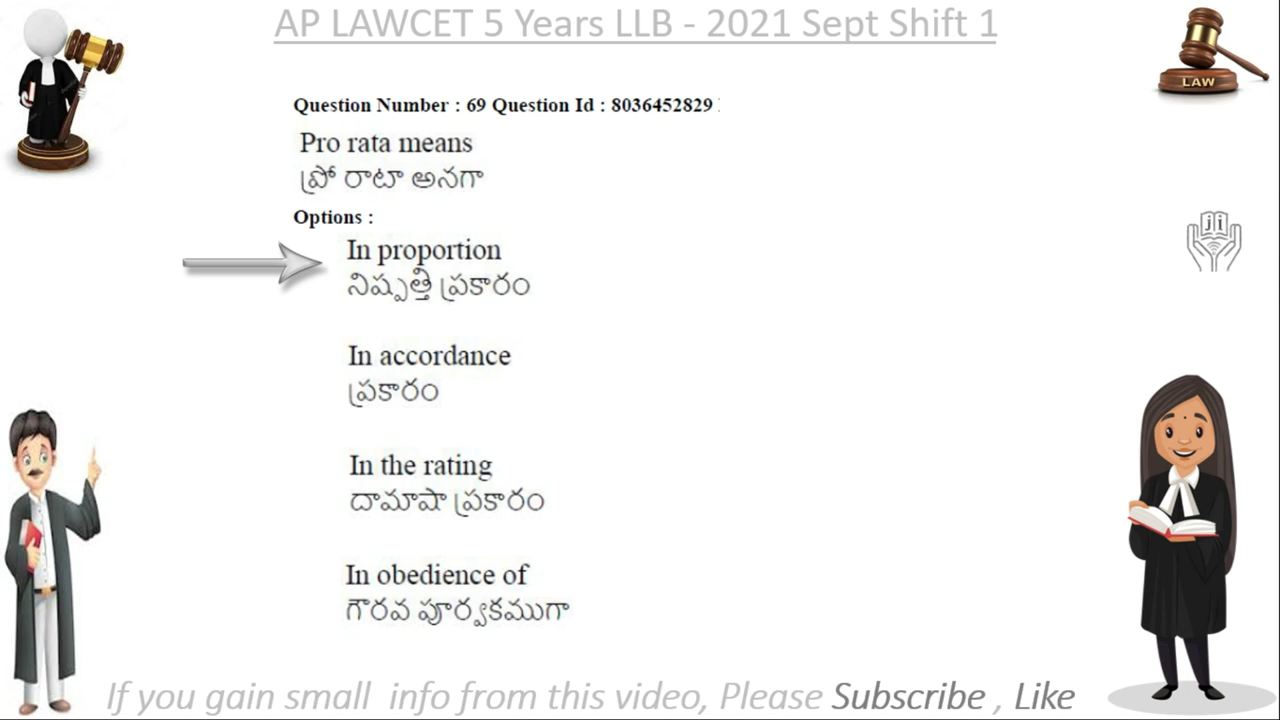 AP LAWCET 5 Years LLB - 2021 Sept Shift 1
LAW
Question Number : 69 Question Id : 8036452829
Pro rata means
ప్రో రాటా అనగా
Options :
In proportion
నిష్పత్తి ప్రకారం
ji
In accordance
ప్రకారం
In the rating
దామాషా ప్రకారం
In obedience of
గౌరవ పూర్వకముగా
If you gain small info from this video, Please Subscribe , Like